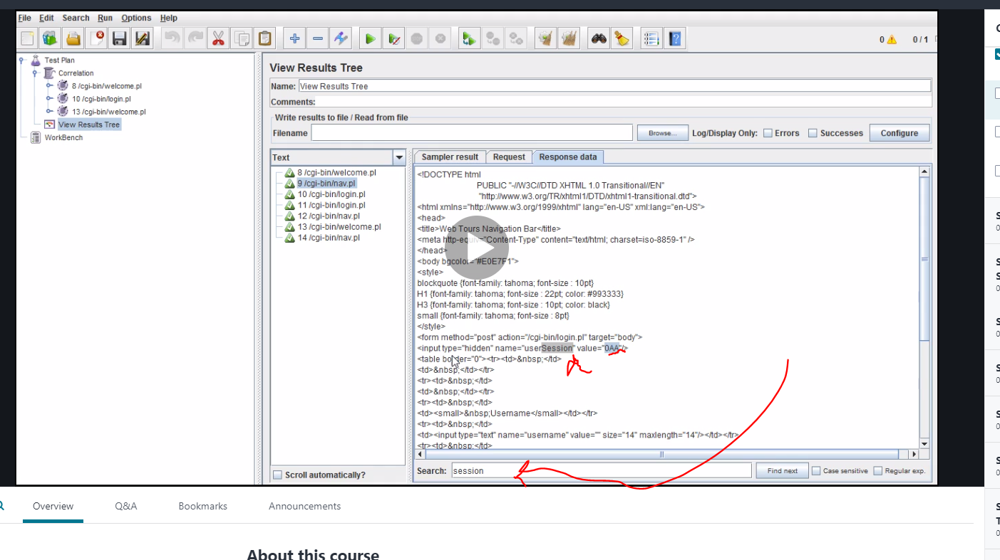 File Edit Search Run Options Help
0 0 / 1
Test Plan
Correlation
8 /cgi-bin/welcome.pl
10 /cgi-bin/login.pl
13 /cgi-bin/welcome.pl
View Results Tree
WorkBench
View Results Tree
Name: View Results Tree
Comments:
Write results to file / Read from file
Filename Browse... Log/Display Only: Errors Successes Configure
Text
8 /cgi-bin/welcome.pl
9 /cgi-bin/nav.pl
10 /cgi-bin/login.pl
11 /cgi-bin/login.pl
12 /cgi-bin/nav.pl
13 /cgi-bin/welcome.pl
14 /cgi-bin/nav.pl
Scroll automatically?
Sampler result Request Response data
<!DOCTYPE html
PUBLIC "-//W3C//DTD XHTML 1.0 Transitional//EN"
"http://www.w3.org/TR/xhtml1/DTD/xhtml1-transitional.dtd">
<html xmlns="http://www.w3.org/1999/xhtml" lang="en-US" xml:lang="en-US">
<head>
<title>Web Tours Navigation Bar</title>
<meta http-equiv="Content-Type" content="text/html; charset=iso-8859-1" />
</head>
<body bgcolor="#E0E7F1">
<style>
blockquote {font-family: tahoma; font-size : 10pt}
H1 {font-family: tahoma; font-size : 22pt; color: #993333}
H3 {font-family: tahoma; font-size : 10pt; color: black}
small {font-family: tahoma; font-size : 8pt}
</style>
<form method="post" action="/cgi-bin/login.pl" target="body">
<input type="hidden" name="userSession" value="0AA"/>
<table border="0"><tr><td>&nbsp;</td>
<td>&nbsp;</td></tr>
<tr><td>&nbsp;</td>
<td>&nbsp;</td></tr>
<tr><td>&nbsp;</td>
<td><small>&nbsp;Username</small></td></tr>
<tr><td>&nbsp;</td>
<td><input type="text" name="username" value="" size="14" maxlength="14"/></td></tr>
<tr><td>&nbsp;</td>
Search: session Find next Case sensitive Regular exp.
Overview Q&A Bookmarks Announcements
About this course